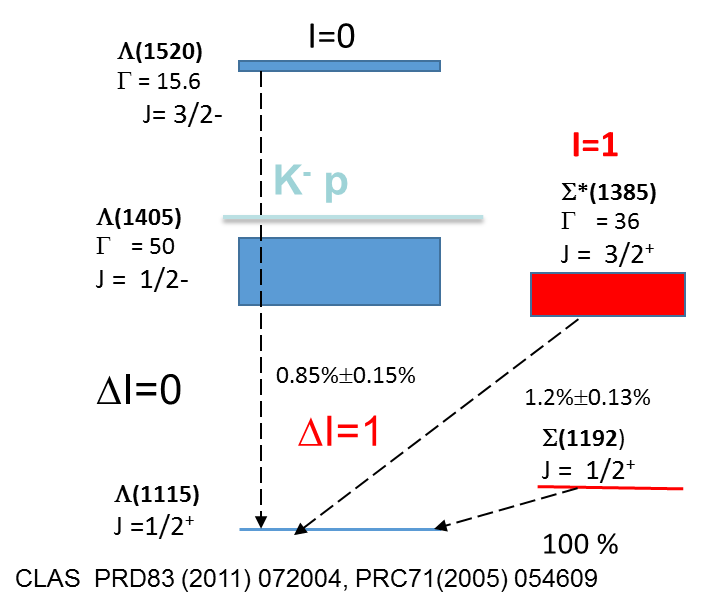 I=0
Λ(1520)
Γ = 15.6
J= 3/2-
I=1
K- p
Σ*(1385)
Γ = 36
J = 3/2+
Λ(1405)
Γ = 50
J = 1/2-
0.85%±0.15%
ΔI=0
ΔI=1
1.2%±0.13%
Σ(1192)
J = 1/2+
Λ(1115)
J =1/2+
100 %
CLAS PRD83 (2011) 072004, PRC71(2005) 054609